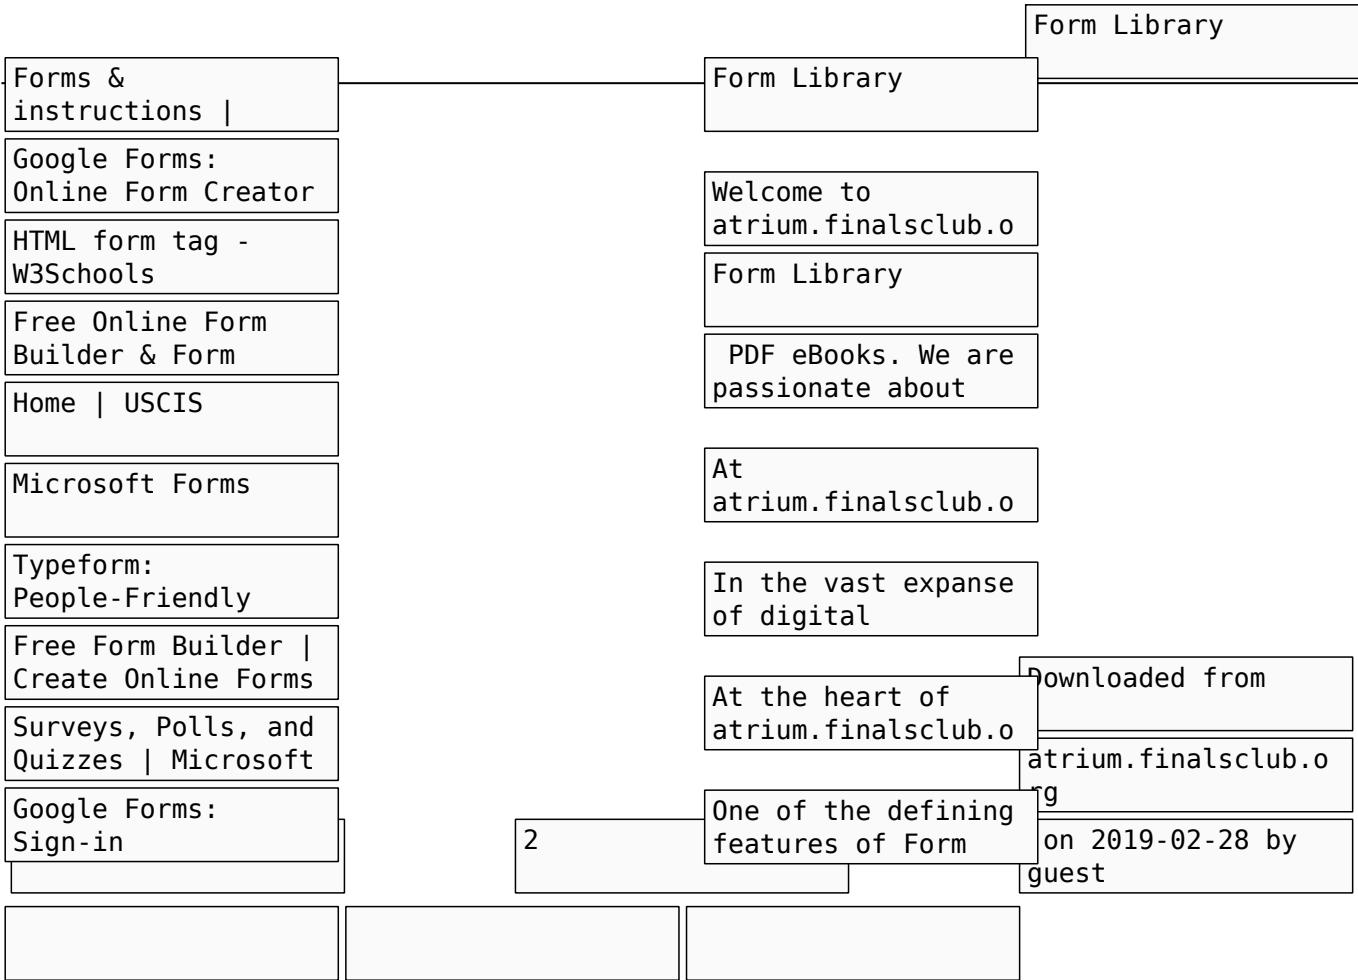 Form Library
Forms &
instructions |
Google Forms:
Online Form Creator
HTML form tag -
W3Schools
Free Online Form
Builder & Form
Home | USCIS
Microsoft Forms
Typeform:
People-Friendly
Free Form Builder |
Create Online Forms
Surveys, Polls, and
Quizzes | Microsoft
Google Forms:
Sign-in
2
Form Library
Welcome to
atrium.finalsclub.o
Form Library
PDF eBooks. We are
passionate about
At
atrium.finalsclub.o
In the vast expanse
of digital
At the heart of
atrium.finalsclub.o
One of the defining
features of Form
Downloaded from
atrium.finalsclub.o
rg
on 2019-02-28 by
guest